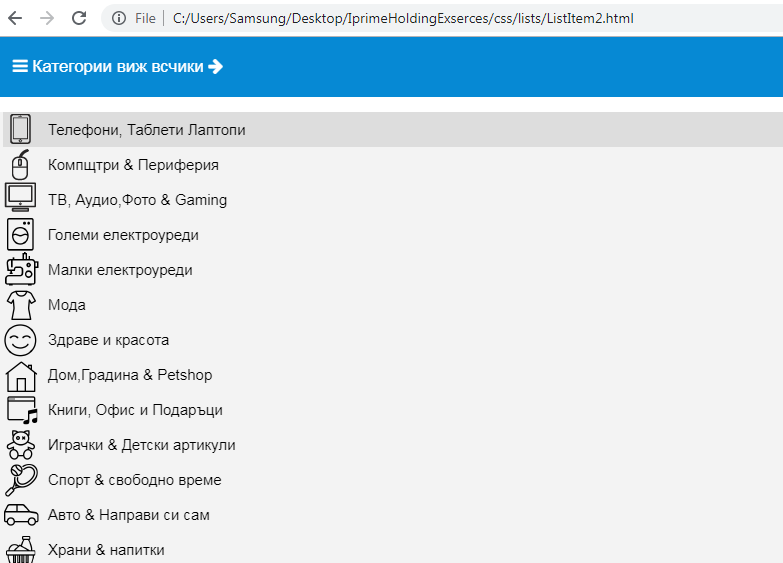 File C:/Users/Samsung/Desktop/IprimeHoldingExserces/css/lists/ListItem2.html
Категории виж всчики
Телефони, Таблети Лаптопи
Компщтри & Периферия
ТВ, Аудио,Фото & Gaming
Големи електроуреди
Малки електроуреди
Мода
Здраве и красота
Дом,Градина & Petshop
Книги, Офис и Подаръци
Играчки & Детски артикули
Спорт & свободно време
Авто & Направи си сам
Храни & напитки